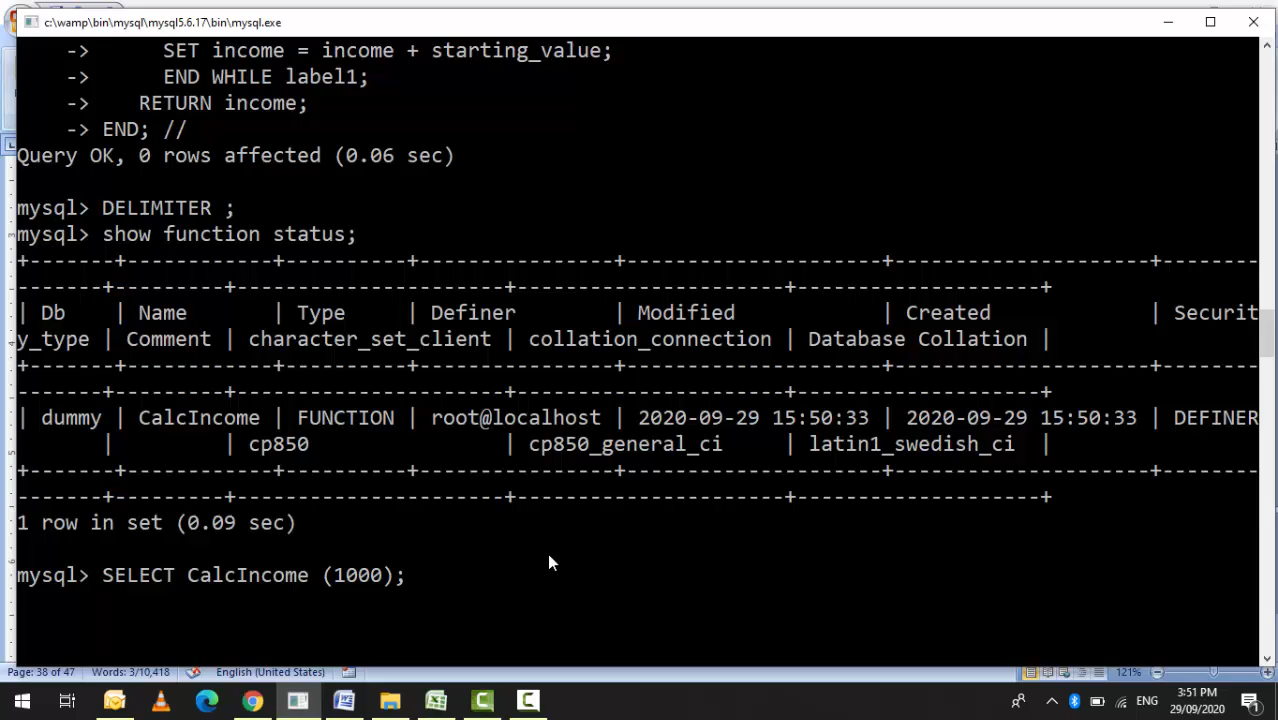 c:\wamp\bin\mysql\mysql5.6.17\bin\mysql.exe
-> SET income = income + starting_value;
-> END WHILE label1;
-> RETURN income;
-> END; //
Query OK, 0 rows affected (0.06 sec)
mysql> DELIMITER ;
mysql> show function status;
+-------+------------+----------+----------------+---------------------+---------------------+--------
-------+---------+----------------------+----------------------+--------------------+
| Db | Name | Type | Definer | Modified | Created | Securit
y_type | Comment | character_set_client | collation_connection | Database Collation |
+-------+------------+----------+----------------+---------------------+---------------------+--------
-------+---------+----------------------+----------------------+--------------------+
| dummy | CalcIncome | FUNCTION | root@localhost | 2020-09-29 15:50:33 | 2020-09-29 15:50:33 | DEFINER
| | cp850 | cp850_general_ci | latin1_swedish_ci |
+-------+------------+----------+----------------+---------------------+---------------------+--------
-------+---------+----------------------+----------------------+--------------------+
1 row in set (0.09 sec)
mysql> SELECT CalcIncome (1000);
Page: 38 of 47 Words: 3/10,418 English (United States) 121%
ENG 3:51 PM
29/09/2020 1